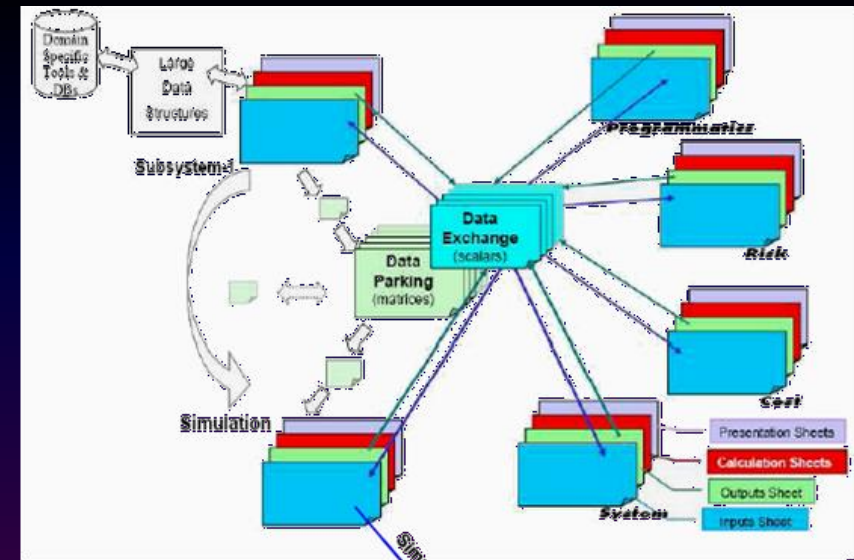 Domain
Specific
Tools &
DBs
Large
Data
Structures
Subsystem-1
Programmatics
Risk
Data
Exchange
(scalars)
Data
Parking
(matrices)
Cost
Simulation
System
Presentation Sheets
Calculation Sheets
Outputs Sheet
Inputs Sheet